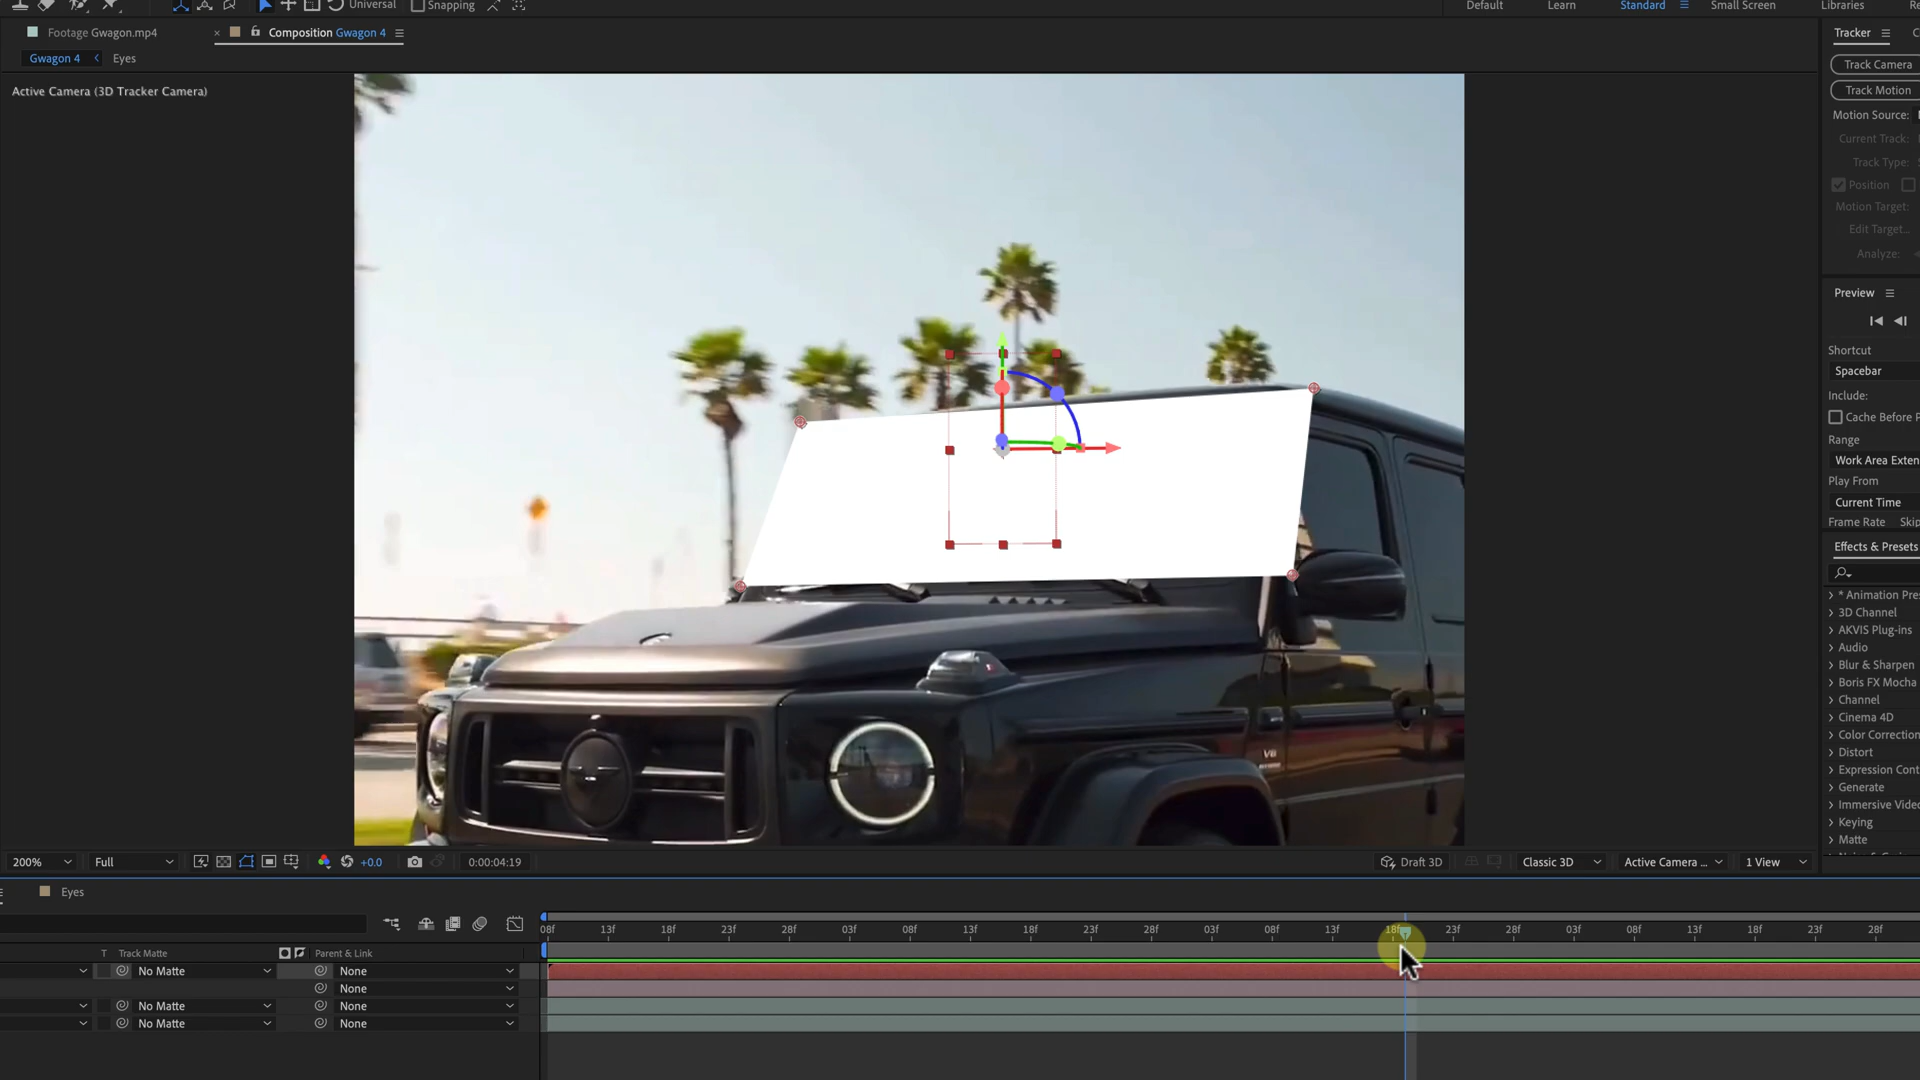 Universal
Snapping
Default
Learn
Standard
Small Screen
Libraries
Footage Gwagon.mp4
Composition Gwagon 4
Gwagon 4
Eyes
Active Camera (3D Tracker Camera)
Tracker
Track Camera
Track Motion
Motion Source:
Current Track:
Track Type:
Position
Motion Target:
Edit Target...
Analyze:
Preview
Shortcut
Spacebar
Include:
Cache Before
Range
Work Area Exten
Play From
Current Time
Frame Rate Skip
Effects & Presets
* Animation Pre
3D Channel
AKVIS Plug-ins
Audio
Blur & Sharpen
Boris FX Mocha
Channel
Cinema 4D
Color Correction
Distort
Expression Cont
Generate
Immersive Video
Keying
Matte
V8
200%
Full
+0.0
0:00:04:19
Draft 3D
Classic 3D
Active Camera ...
1 View
Eyes
08f 13f 18f 23f 28f 03f 08f 13f 18f 23f 28f 03f 08f 13f 18f 23f 28f 03f 08f 13f 18f 23f 28f
T Track Matte Parent & Link
No Matte None
None
No Matte None
No Matte None